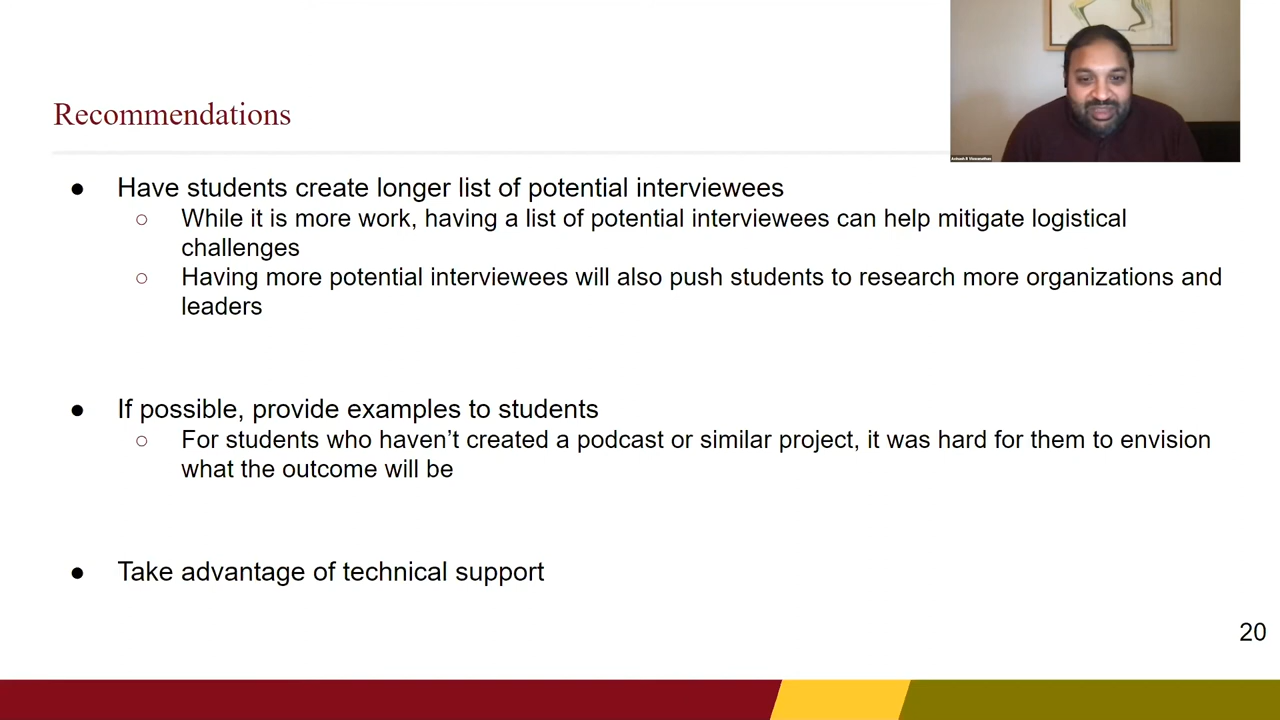 Recommendations
● Have students create longer list of potential interviewees
○ While it is more work, having a list of potential interviewees can help mitigate logistical
challenges
○ Having more potential interviewees will also push students to research more organizations and
leaders
● If possible, provide examples to students
○ For students who haven’t created a podcast or similar project, it was hard for them to envision
what the outcome will be
● Take advantage of technical support
20